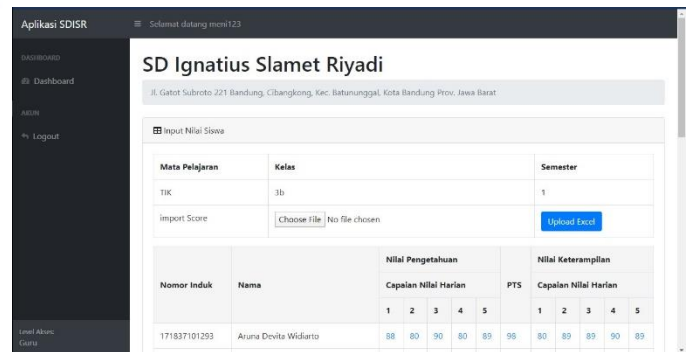 Aplikasi SDISR
Selamat datang meni123
DASHBOARD
Dashboard
AKUN
Logout
Level Akses:
Guru
SD Ignatius Slamet Riyadi
Jl. Gatot Subroto 221 Bandung, Cibangkong, Kec. Batununggal, Kota Bandung Prov. Jawa Barat
Input Nilai Siswa
Mata Pelajaran Kelas Semester
TIK 3b 1
import Score Choose File No file chosen Upload Excel
Nilai Pengetahuan Nilai Keterampilan
Nomor Induk Nama Capaian Nilai Harian PTS Capaian Nilai Harian
1 2 3 4 5 1 2 3 4 5
171837101293 Aruna Devita Widiarto 88 80 90 80 89 98 80 89 89 90 89